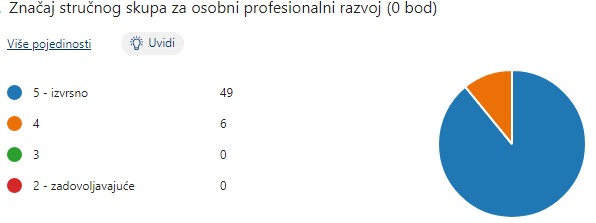 . Značaj stručnog skupa za osobni profesionalni razvoj (0 bod)
Više pojedinosti
Uvidi
5 - izvrsno 49
4 6
3 0
2 - zadovoljavajuće 0